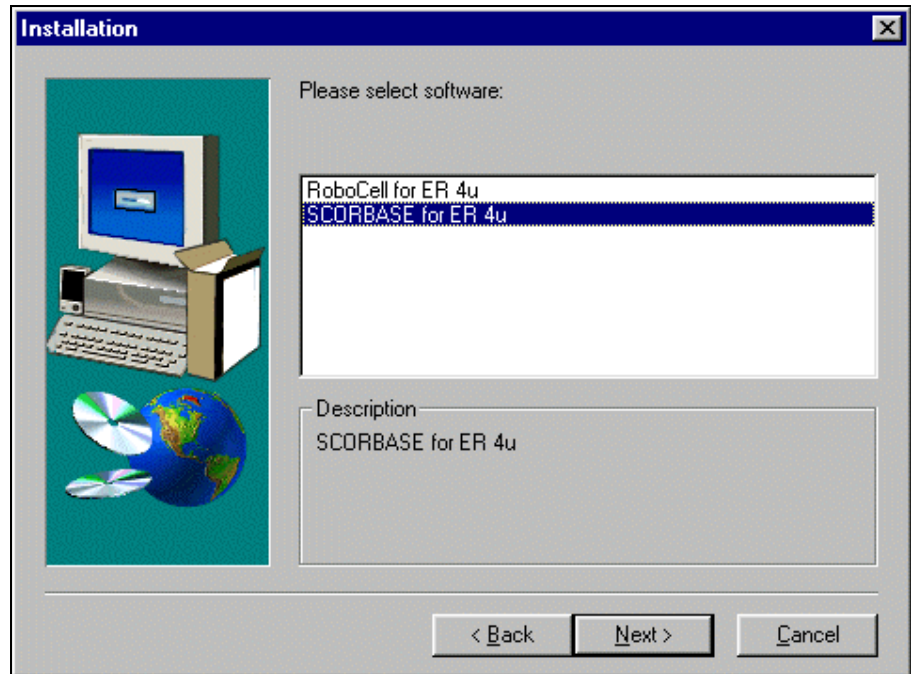 Installation
Please select software:
RoboCell for ER 4u
SCORBASE for ER 4u
Description
SCORBASE for ER 4u
< Back
Next >
Cancel